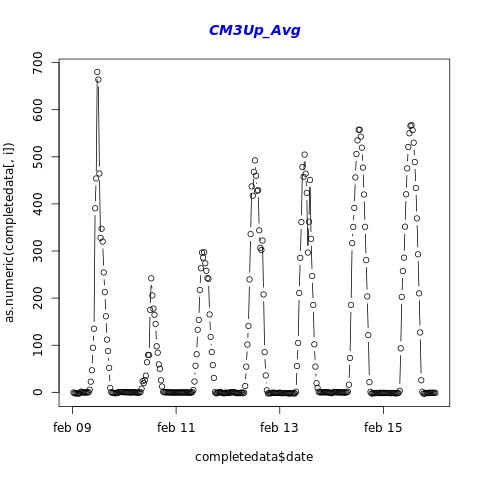 CM3Up_Avg
as.numeric(completedata[, i])
700
600
500
400
300
200
100
0
feb 09
feb 11
feb 13
feb 15
completedata$date